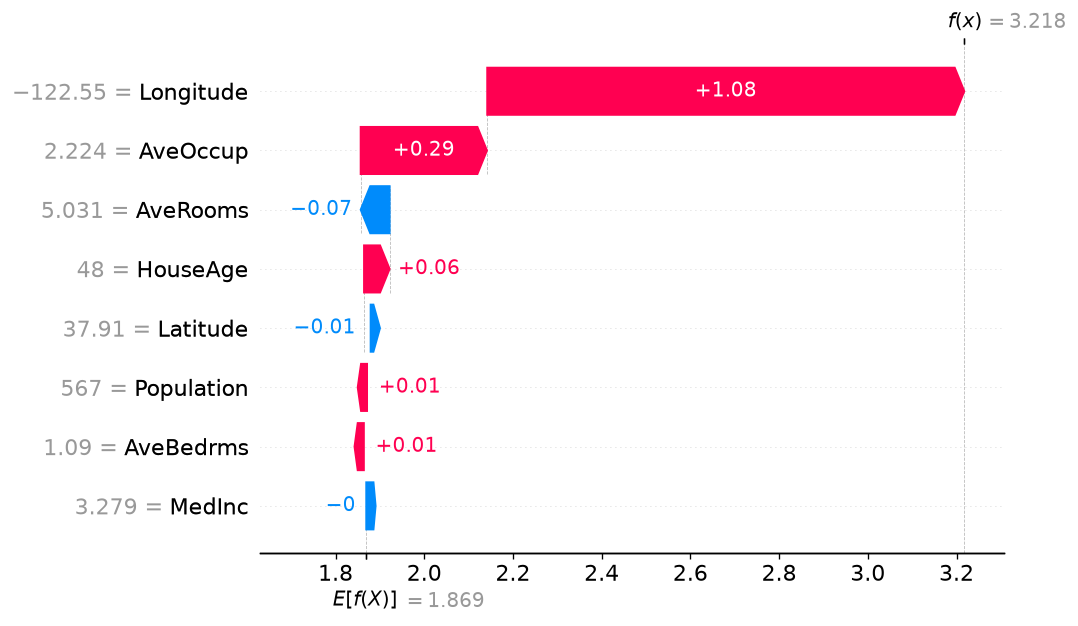 f(x) = 3.218
−122.55 = Longitude +1.08
2.224 = AveOccup +0.29
5.031 = AveRooms −0.07
48 = HouseAge +0.06
37.91 = Latitude −0.01
567 = Population +0.01
1.09 = AveBedrms +0.01
3.279 = MedInc −0
1.8 2.0 2.2 2.4 2.6 2.8 3.0 3.2
E[f(X)] = 1.869